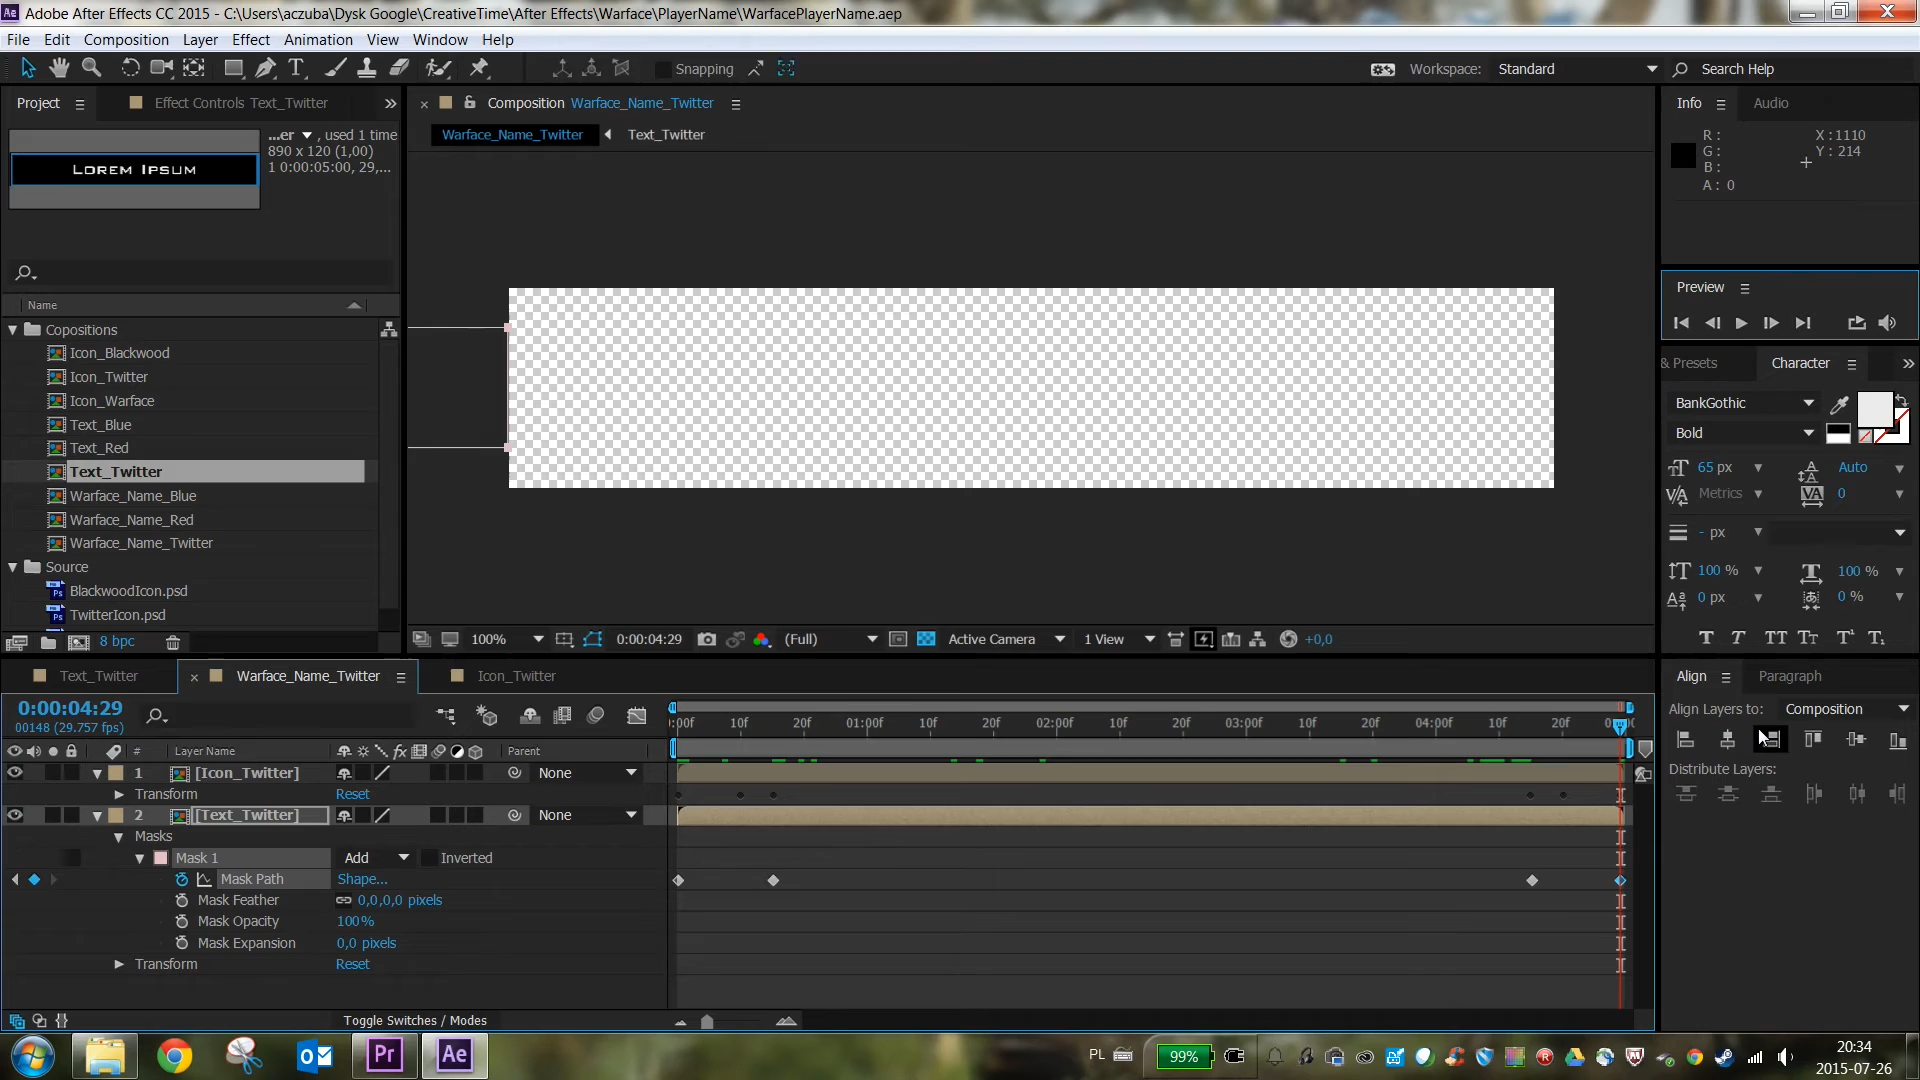 Adobe After Effects CC 2015 - C:\Users\aczuba\Dysk Google\CreativeTime\After Effects\Warface\PlayerName\WarfacePlayerName.aep
File Edit Composition Layer Effect Animation View Window Help
Snapping Workspace: Standard Search Help
Project Effect Controls Text_Twitter
...er , used 1 time
890 x 120 (1,00)
1 0:00:05:00, 29,...
Lorem Ipsum
Name
Copositions
Icon_Blackwood
Icon_Twitter
Icon_Warface
Text_Blue
Text_Red
Text_Twitter
Warface_Name_Blue
Warface_Name_Red
Warface_Name_Twitter
Source
BlackwoodIcon.psd
TwitterIcon.psd
8 bpc
Composition Warface_Name_Twitter
Warface_Name_Twitter Text_Twitter
100% 0:00:04:29 (Full) Active Camera 1 View +0,0
Info Audio
R : X : 1110
G : Y : 214
B :
A : 0
Preview
& Presets Character
BankGothic
Bold
65 px Auto
Metrics 0
- px
100 % 100 %
0 px 0 %
T T TT Tt T¹ T₁
Align Paragraph
Align Layers to: Composition
Distribute Layers:
Text_Twitter Warface_Name_Twitter Icon_Twitter
0:00:04:29
00148 (29.757 fps)
:00f 10f 20f 01:00f 10f 20f 02:00f 10f 20f 03:00f 10f 20f 04:00f 10f 20f
# Layer Name Parent
1 [Icon_Twitter] None
Transform Reset
2 [Text_Twitter] None
Masks
Mask 1 Add Inverted
Mask Path Shape...
Mask Feather 0,0,0,0 pixels
Mask Opacity 100%
Mask Expansion 0,0 pixels
Transform Reset
Toggle Switches / Modes
Pr Ae PL 99% 20:34
2015-07-26